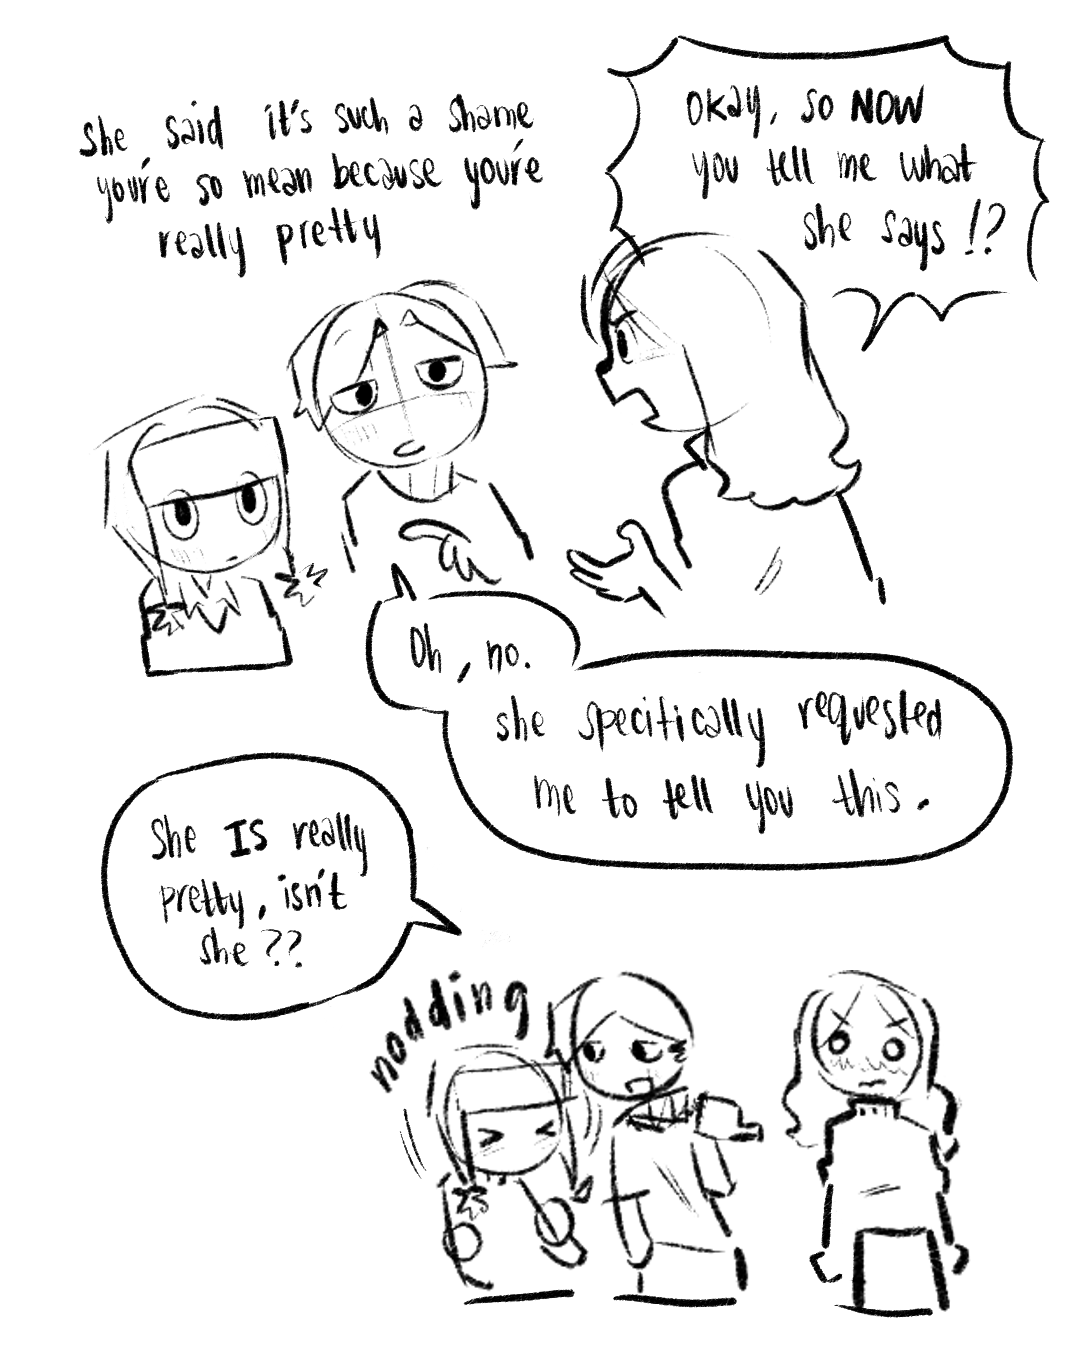 She said it's such a shame
you're so mean because you're
really pretty
Okay, so NOW
you tell me what
she says !?
Oh, no.
she specifically requested
me to tell you this.
She IS really
pretty, isn't
she ??
nodding